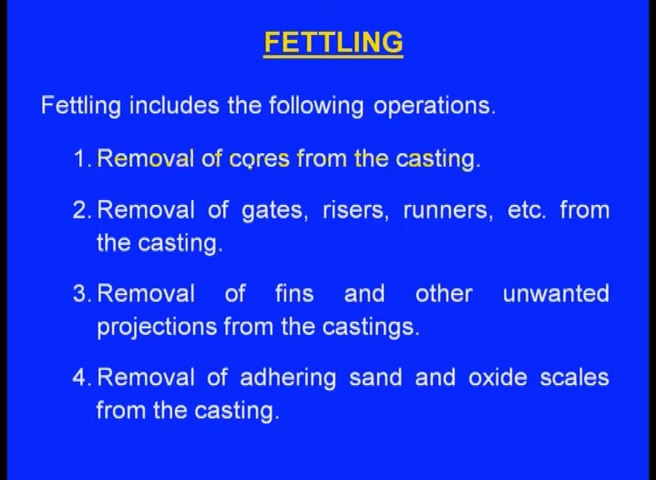 FETTLING
Fettling includes the following operations.
1. Removal of cores from the casting.
2. Removal of gates, risers, runners, etc. from
the casting.
3. Removal of fins and other unwanted
projections from the castings.
4. Removal of adhering sand and oxide scales
from the casting.